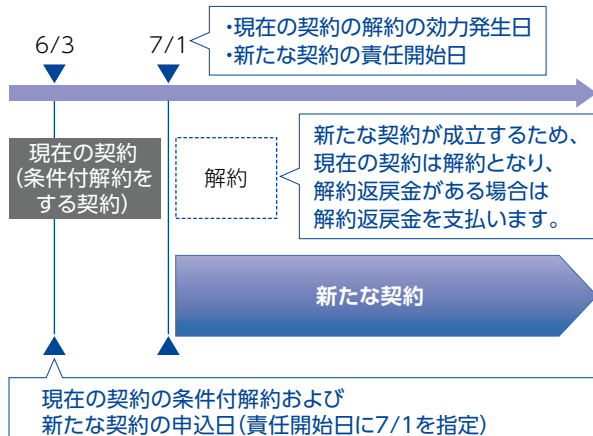 6/3
7/1
・現在の契約の解約の効力発生日
・新たな契約の責任開始日
現在の契約
(条件付解約を
する契約)
解約
新たな契約が成立するため、
現在の契約は解約となり、
解約返戻金がある場合は
解約返戻金を支払います。
新たな契約
現在の契約の条件付解約および
新たな契約の申込日(責任開始日に7/1を指定)